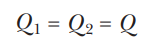 Q₁ = Q₂ = Q